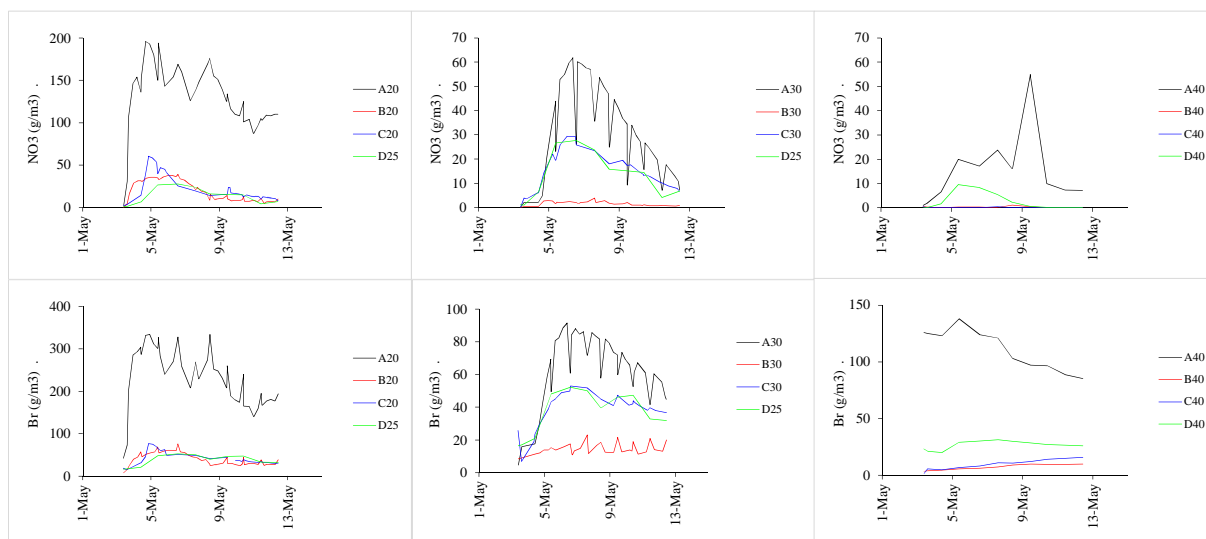 NO3 (g/m3) .
200
150
100
50
0
1-May
5-May
9-May
13-May
A20
B20
C20
D25
NO3 (g/m3) .
70
60
50
40
30
20
10
0
1-May
5-May
9-May
13-May
A30
B30
C30
D25
NO3 (g/m3) .
70
60
50
40
30
20
10
0
1-May
5-May
9-May
13-May
A40
B40
C40
D40
Br (g/m3) .
400
300
200
100
0
1-May
5-May
9-May
13-May
A20
B20
C20
D25
Br (g/m3) .
100
80
60
40
20
0
1-May
5-May
9-May
13-May
A30
B30
C30
D25
Br (g/m3) .
150
100
50
0
1-May
5-May
9-May
13-May
A40
B40
C40
D40